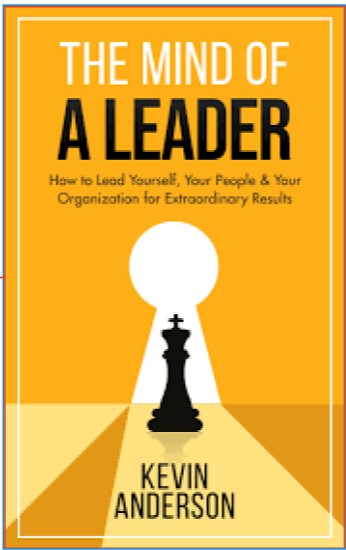 THE MIND OF
A LEADER
How to Lead Yourself, Your People & Your
Organization for Extraordinary Results
KEVIN
ANDERSON